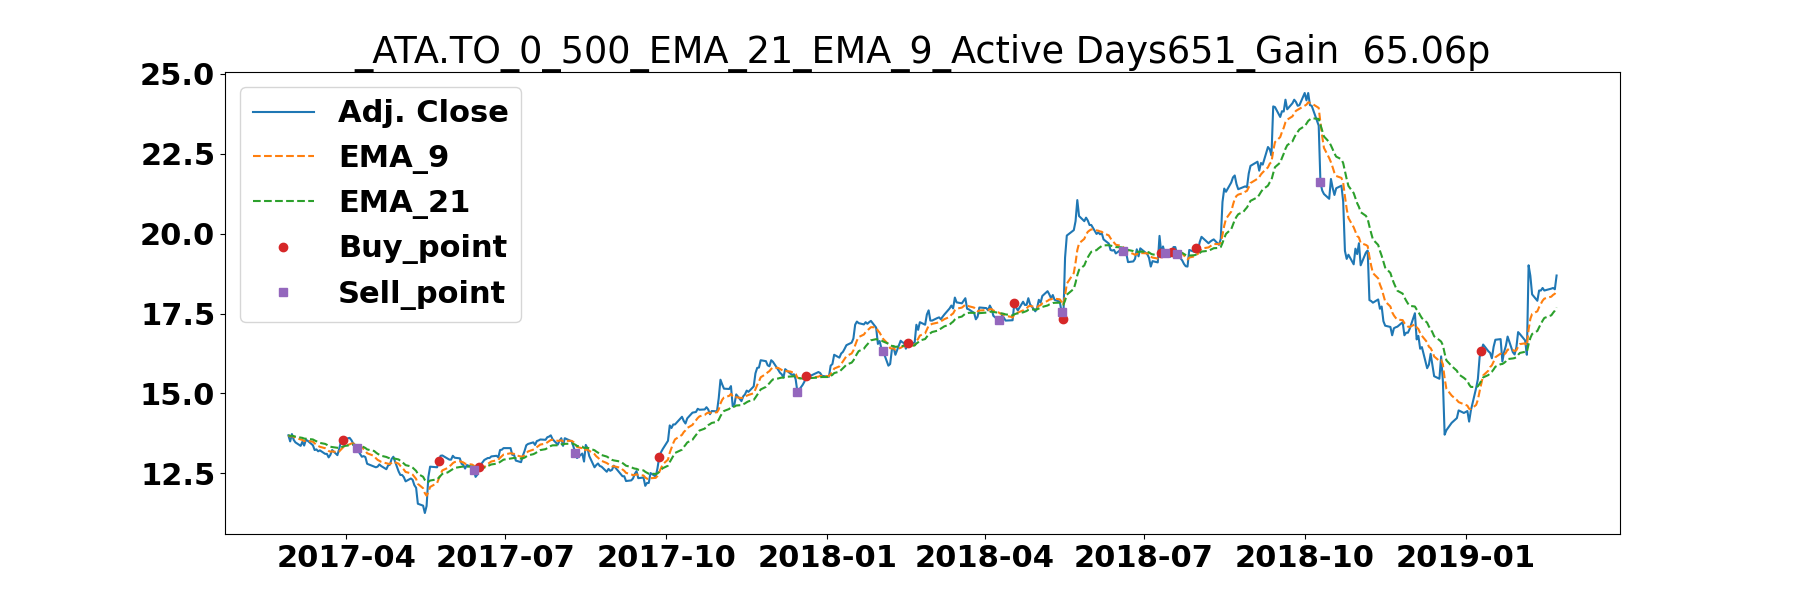 _ATA.TO_0_500_EMA_21_EMA_9_Active Days651_Gain  65.06p
25.0
22.5
20.0
17.5
15.0
12.5
Adj. Close
EMA_9
EMA_21
Buy_point
Sell_point
2017-04 2017-07 2017-10 2018-01 2018-04 2018-07 2018-10 2019-01